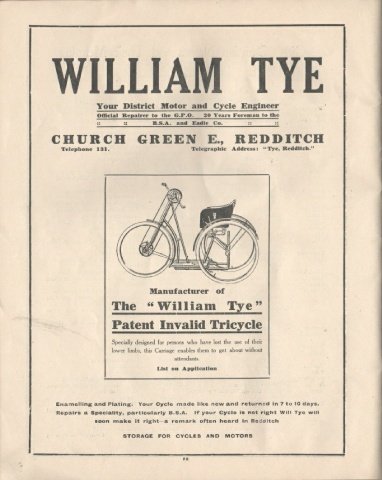 WILLIAM TYE
Your District Motor and Cycle Engineer
Official Repairer to the G.P.O. 20 Years Foreman to the
:: :: B.S.A. and Eadie Co. :: ::
CHURCH GREEN E., REDDITCH
Telephone 131. Telegraphic Address: "Tye, Redditch."
Manufacturer of
The "William Tye"
Patent Invalid Tricycle
Specially designed for persons who have lost the use of their
lower limbs, this Carriage enables them to get about without
attendants.
List on Application
Enamelling and Plating. Your Cycle made like new and returned in 7 to 10 days.
Repairs a Speciality, particularly B.S.A. If your Cycle is not right Will Tye will
soon make it right—a remark often heard in Redditch
STORAGE FOR CYCLES AND MOTORS